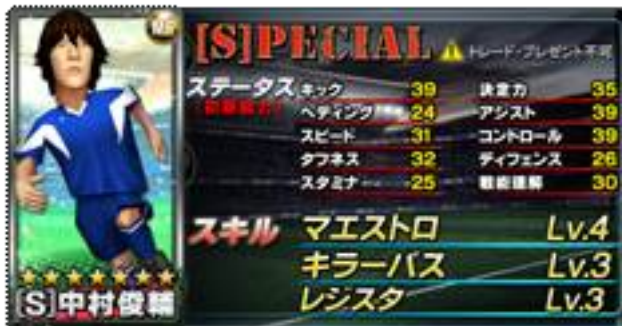 [S]PECIAL
トレード・プレゼント不可
ステータス
キック 39 決定力 35
ヘディング 24 アシスト 39
スピード 31 コントロール 39
タフネス 32 ディフェンス 26
スタミナ 25 戦術理解 30
スキル
マエストロ Lv.4
キラーパス Lv.3
レジスタ Lv.3
[S]中村俊輔